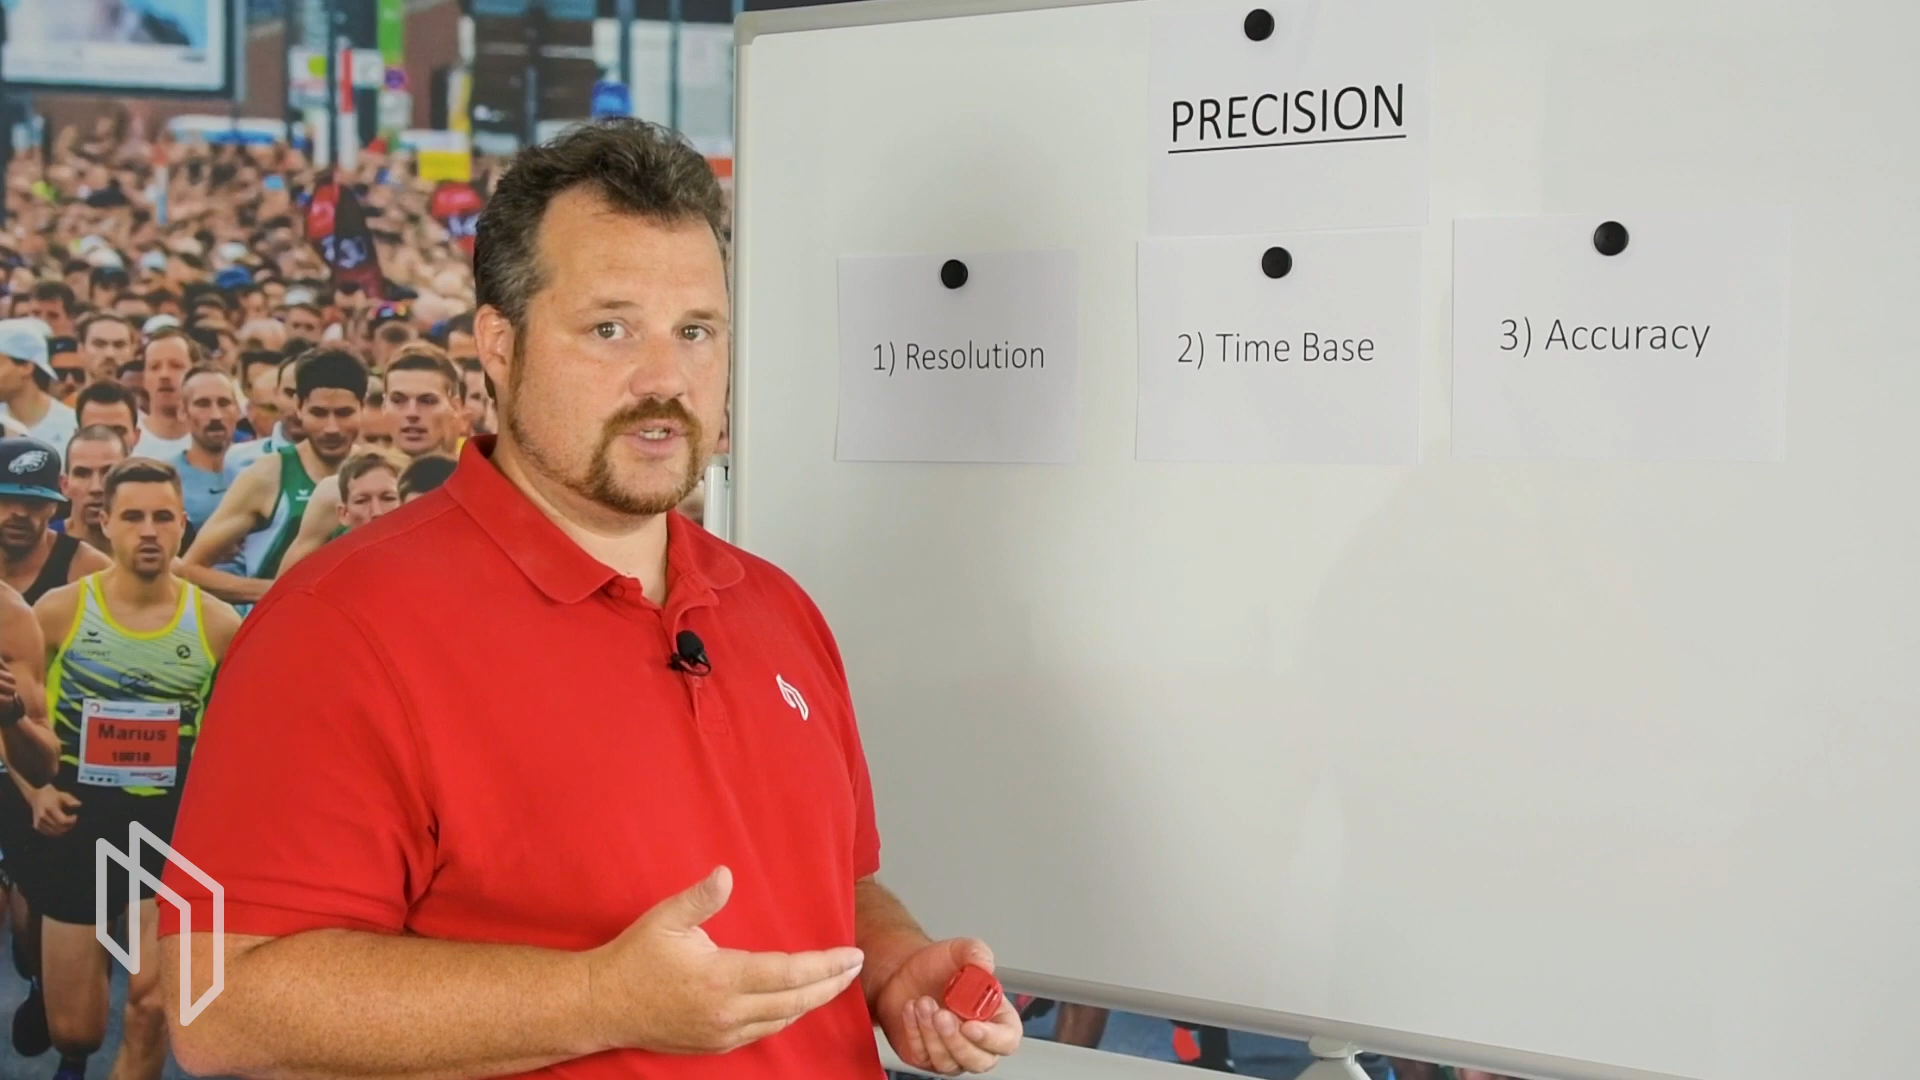 PRECISION
1) Resolution
2) Time Base
3) Accuracy
Marius